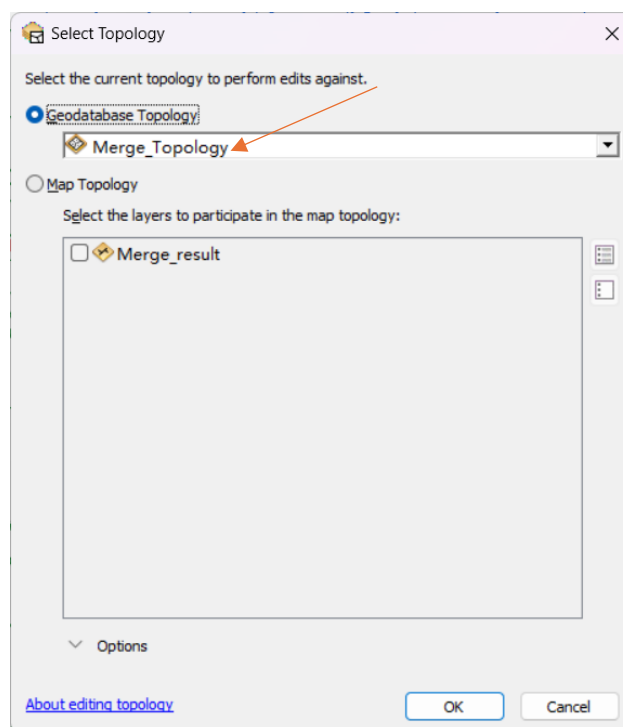 Select Topology
Select the current topology to perform edits against.
Geodatabase Topology
Merge_Topology
Map Topology
Select the layers to participate in the map topology:
Merge_result
Options
About editing topology
OK
Cancel